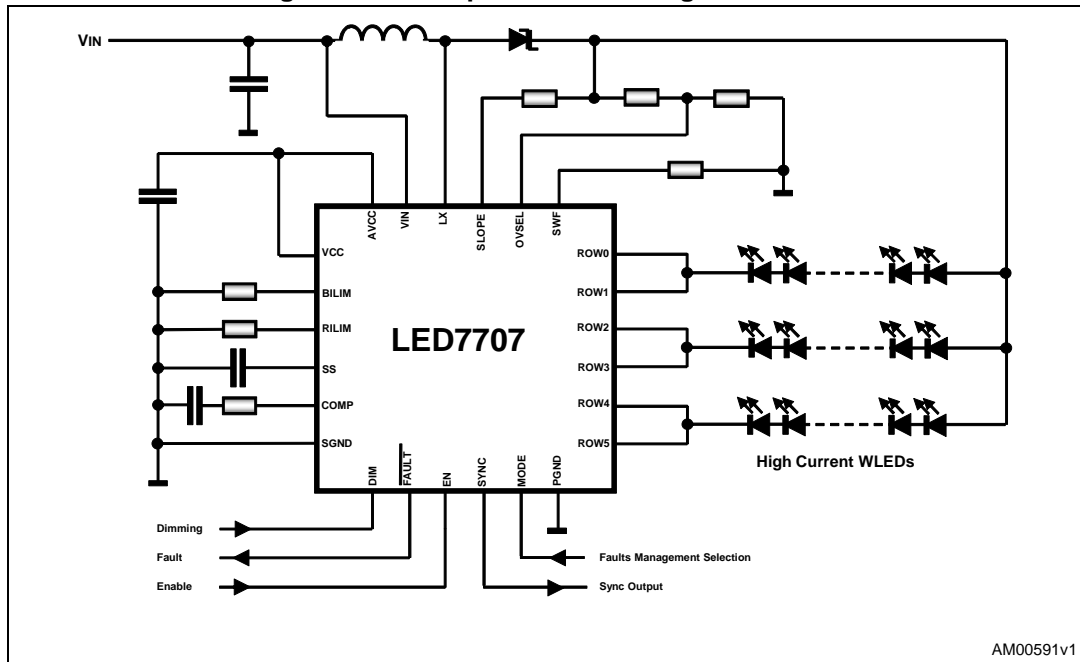 VIN
AVCC
VIN
LX
SLOPE
OVSEL
SWF
VCC
BILIM
RILIM
SS
COMP
SGND
LED7707
ROW0
ROW1
ROW2
ROW3
ROW4
ROW5
High Current WLEDs
DIM
FAULT
EN
SYNC
MODE
PGND
Dimming
Fault
Enable
Faults Management Selection
Sync Output
AM00591v1